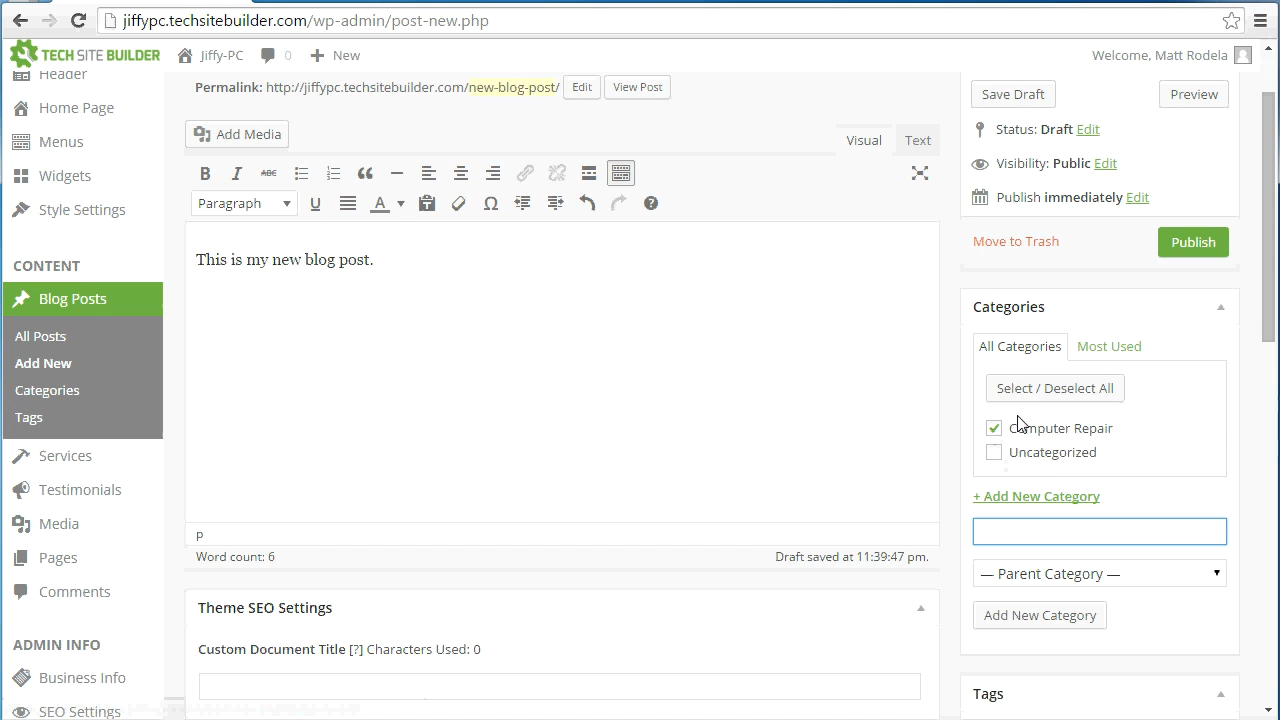 jiffypc.techsitebuilder.com/wp-admin/post-new.php
TECH SITE BUILDER
Jiffy-PC
0
New
Welcome, Matt Rodela
Header
Home Page
Menus
Widgets
Style Settings
CONTENT
Blog Posts
All Posts
Add New
Categories
Tags
Services
Testimonials
Media
Pages
Comments
ADMIN INFO
Business Info
SEO Settings
Permalink: http://jiffypc.techsitebuilder.com/new-blog-post/
Edit
View Post
Add Media
Visual
Text
B I ABC
Paragraph
U A Ω
This is my new blog post.
p
Word count: 6
Draft saved at 11:39:47 pm.
Theme SEO Settings
Custom Document Title [?] Characters Used: 0
Save Draft
Preview
Status: Draft Edit
Visibility: Public Edit
Publish immediately Edit
Move to Trash
Publish
Categories
All Categories
Most Used
Select / Deselect All
Computer Repair
Uncategorized
+ Add New Category
— Parent Category —
Add New Category
Tags